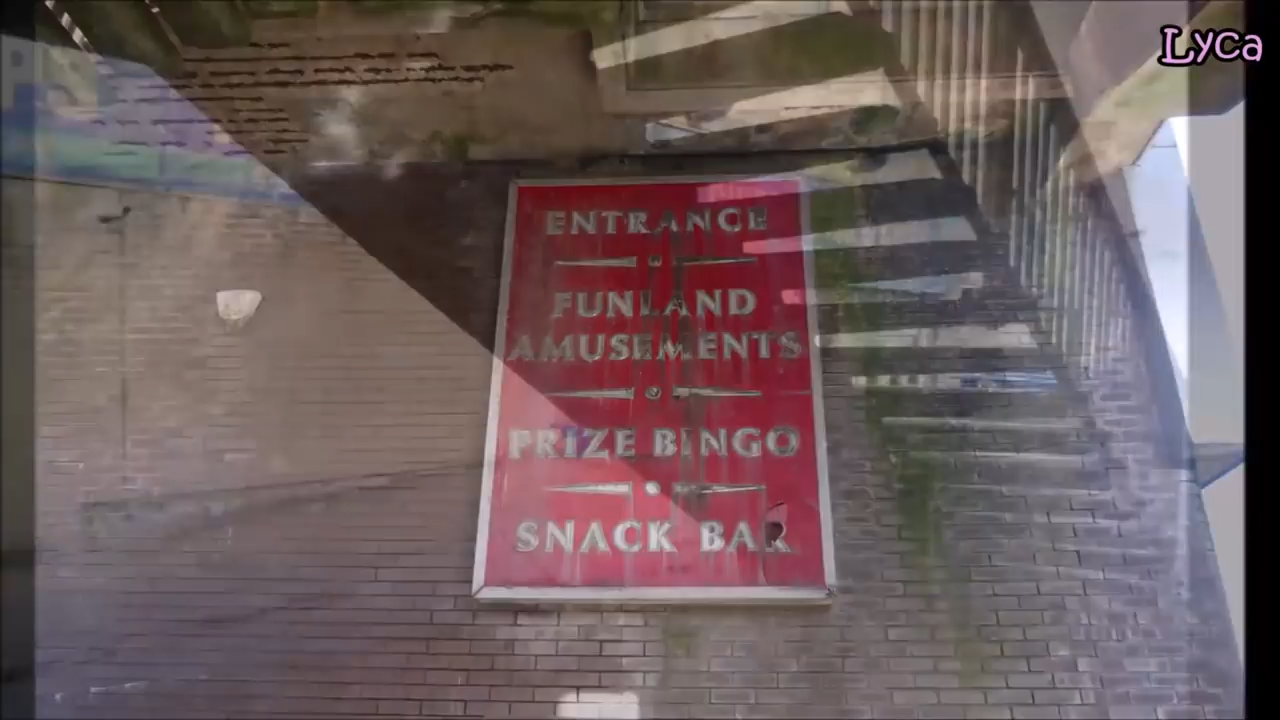 Lyca
ENTRANCE
FUNLAND
AMUSEMENTS
PRIZE BINGO
SNACK BAR